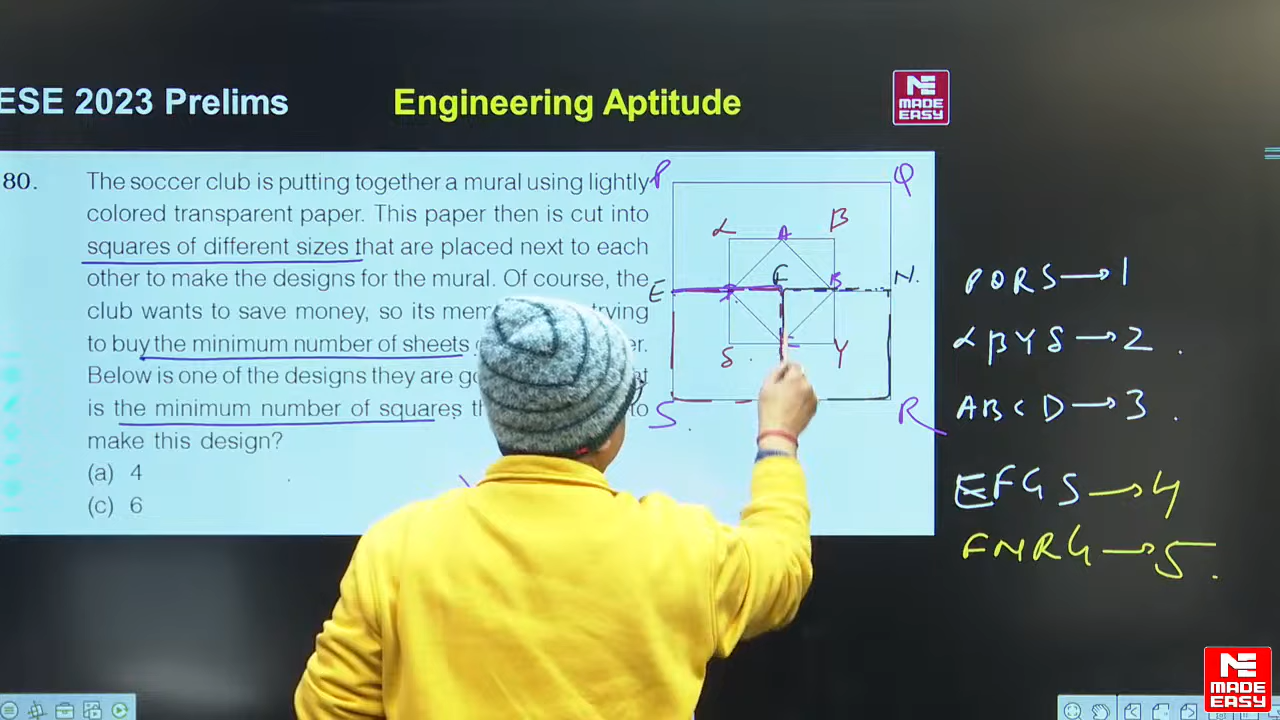 ESE 2023 Prelims
Engineering Aptitude
MADE
EASY
80.
The soccer club is putting together a mural using lightly
colored transparent paper. This paper then is cut into
squares of different sizes that are placed next to each
other to make the designs for the mural. Of course, the
club wants to save money, so its
to buy the minimum number of sheets
Below is one of the designs they are
is the minimum number of squares to
make this design?
(a) 4
(c) 6
P Q
α β
A
E F B N
δ γ
S R
PQRS → 1
αβγδ → 2
ABCD → 3
EFGS → 4
FNRG → 5
MADE
EASY